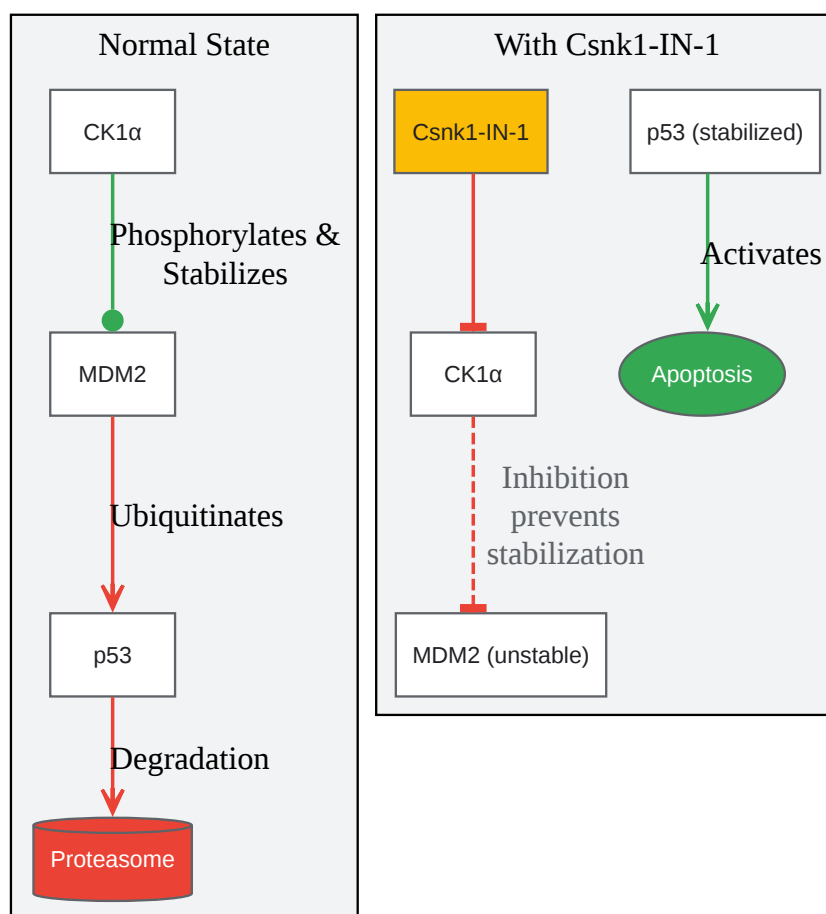 Normal State
CK1α
Phosphorylates &
Stabilizes
MDM2
Ubiquitinates
p53
Degradation
Proteasome
With Csnk1-IN-1
Csnk1-IN-1
p53 (stabilized)
Activates
CK1α
Apoptosis
Inhibition
prevents
stabilization
MDM2 (unstable)